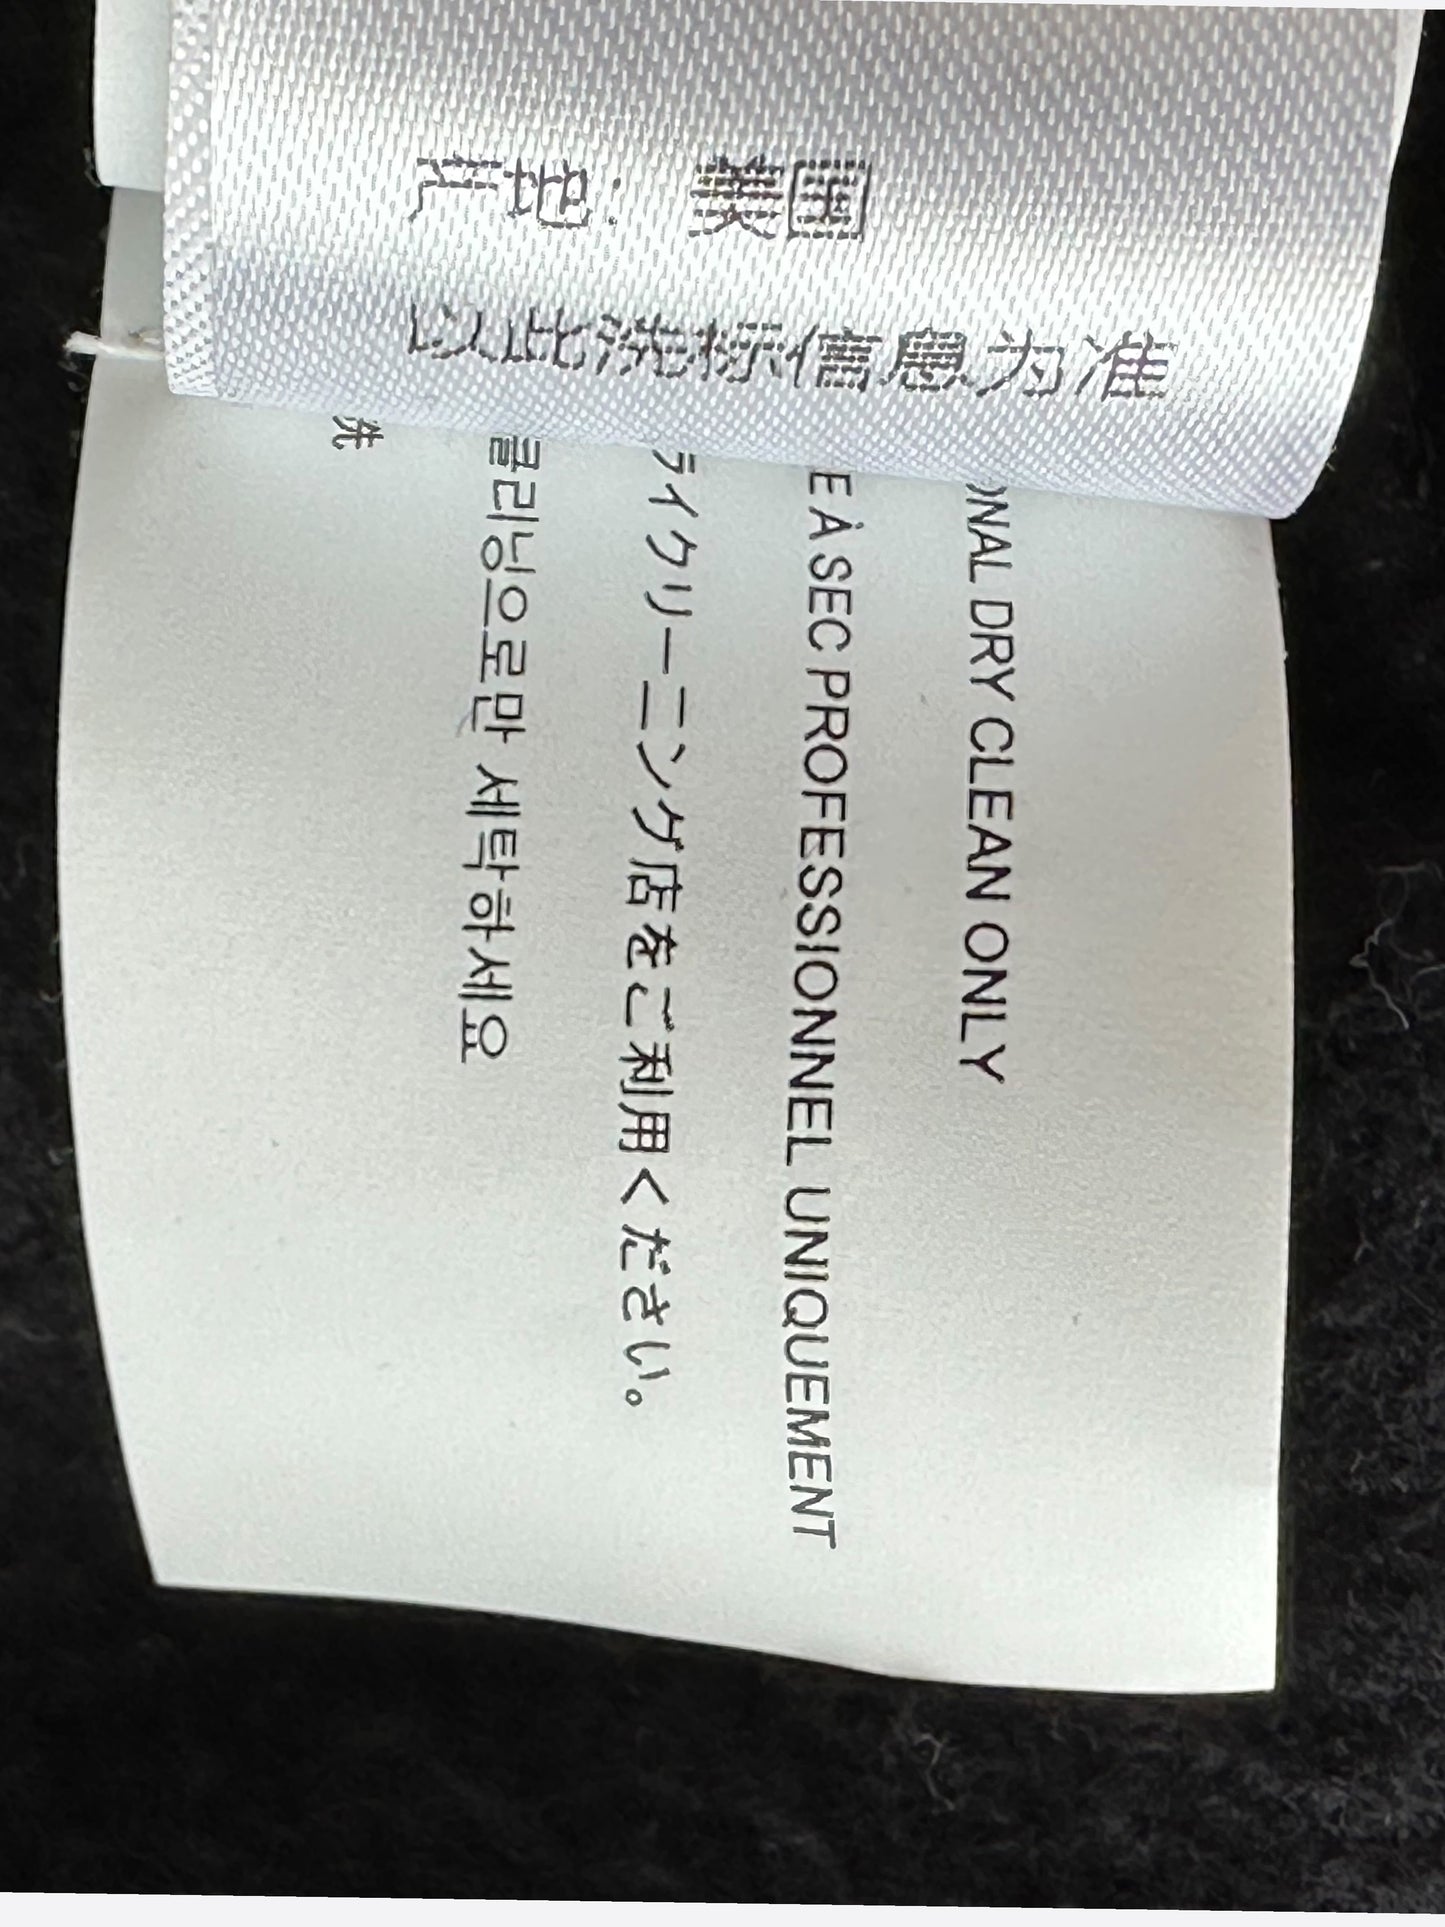 产地：美国
以此洗标信息为准
ONAL DRY CLEAN ONLY
E À SEC PROFESSIONNEL UNIQUEMENT
ライクリーニング店をご利用ください。
클리닝으로만 세탁하세요
洗